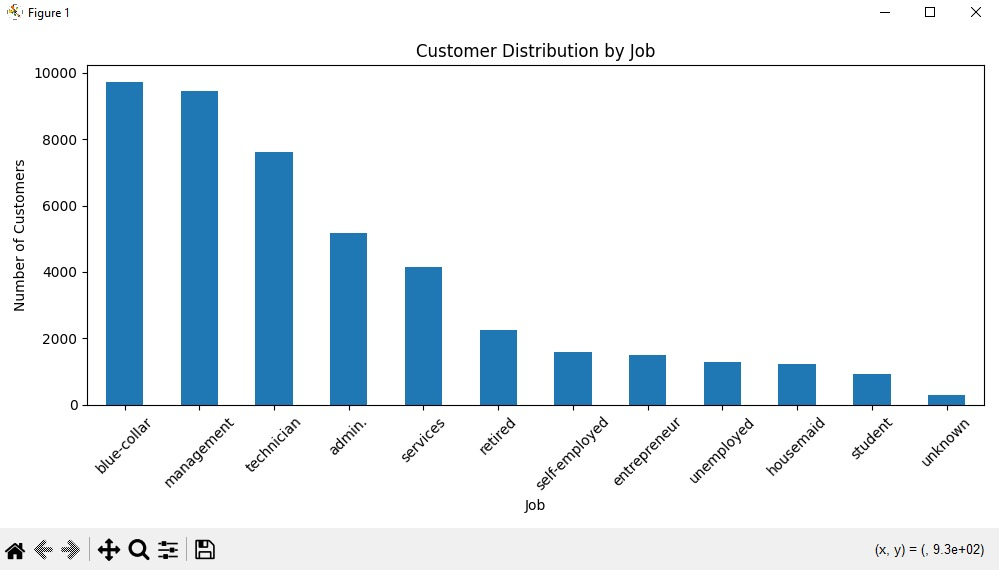 Figure 1
Customer Distribution by Job
10000
8000
6000
4000
2000
0
Number of Customers
blue-collar
management
technician
admin.
services
retired
self-employed
entrepreneur
unemployed
housemaid
student
unknown
Job
(x, y) = (, 9.3e+02)